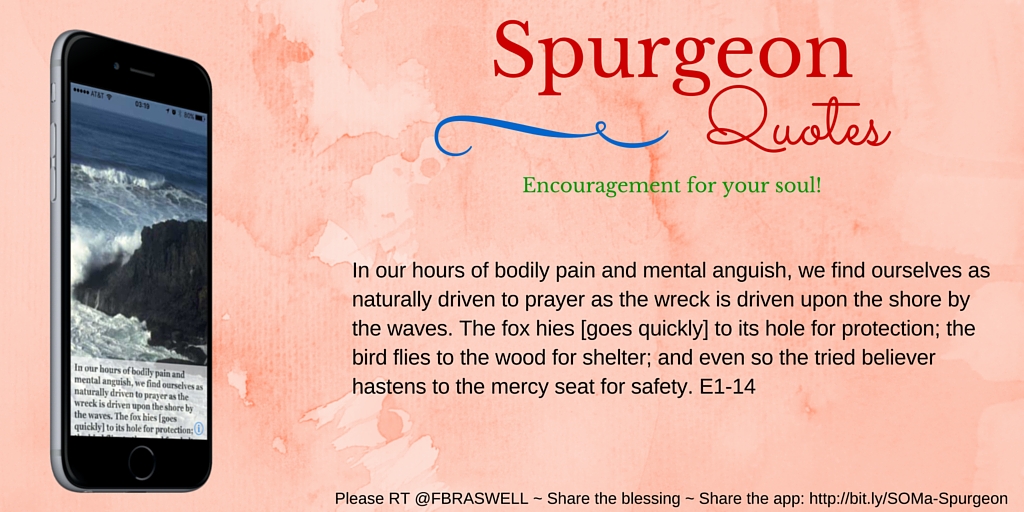 Spurgeon
Quotes
Encouragement for your soul!
In our hours of bodily pain and mental anguish, we find ourselves as
naturally driven to prayer as the wreck is driven upon the shore by
the waves. The fox hies [goes quickly] to its hole for protection; the
bird flies to the wood for shelter; and even so the tried believer
hastens to the mercy seat for safety. E1-14
AT&T 03:19 80%
In our hours of bodily pain and
mental anguish, we find ourselves as
naturally driven to prayer as the
wreck is driven upon the shore by
the waves. The fox hies [goes
quickly] to its hole for protection;
Please RT @FBRASWELL ~ Share the blessing ~ Share the app: http://bit.ly/SOMa-Spurgeon